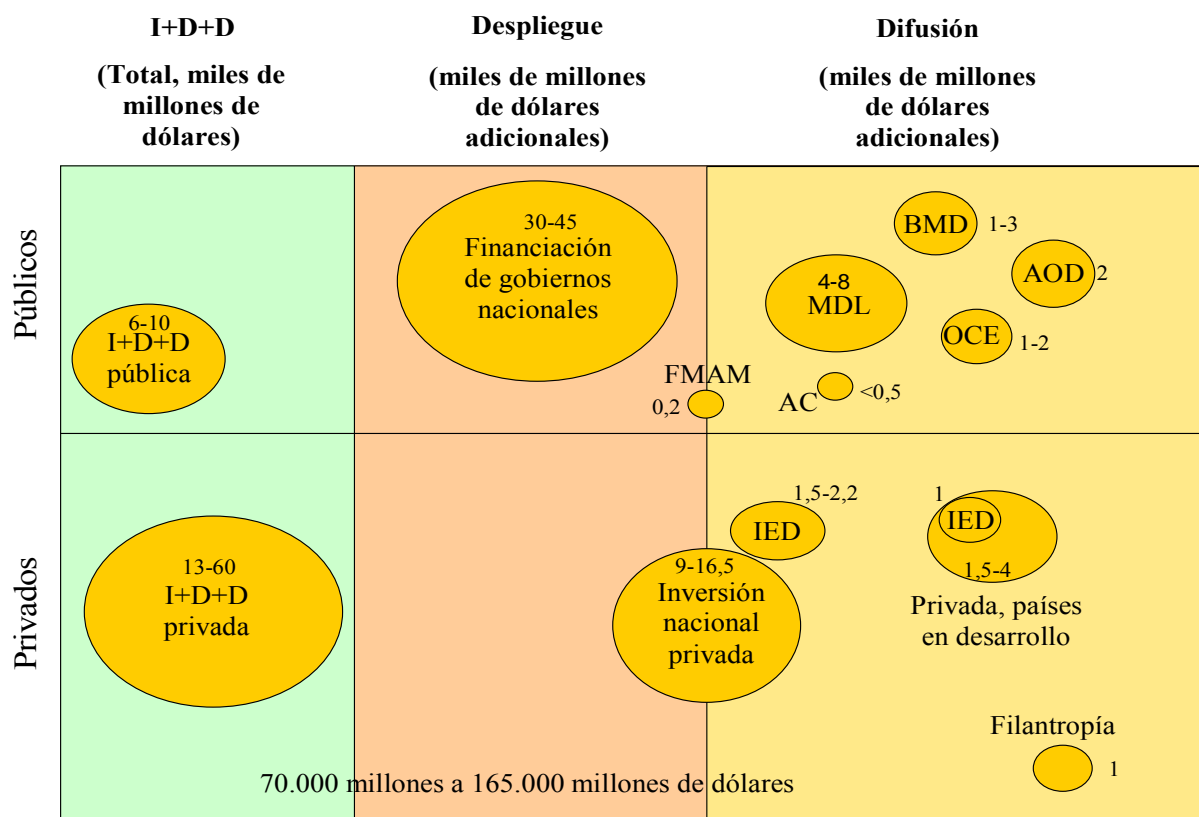 I+D+D
(Total, miles de
millones de
dólares)
Despliegue
(miles de millones
de dólares
adicionales)
Difusión
(miles de millones
de dólares
adicionales)
Públicos
6-10
I+D+D
pública
30-45
Financiación
de gobiernos
nacionales
FMAM
0,2
BMD
1-3
AOD
2
4-8
MDL
OCE
1-2
AC
<0,5
Privados
13-60
I+D+D
privada
9-16,5
Inversión
nacional
privada
1,5-2,2
IED
1
IED
1,5-4
Privada, países
en desarrollo
Filantropía
1
70.000 millones a 165.000 millones de dólares